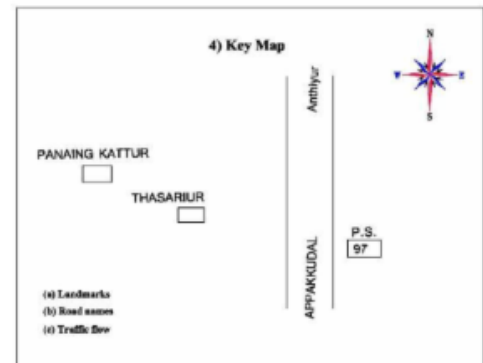 4) Key Map
N
W E
S
Anthiyur
PANAING KATTUR
THASARIUR
APPAKKUDAL
P.S.
97
(a) Landmarks
(b) Road names
(c) Traffic flow